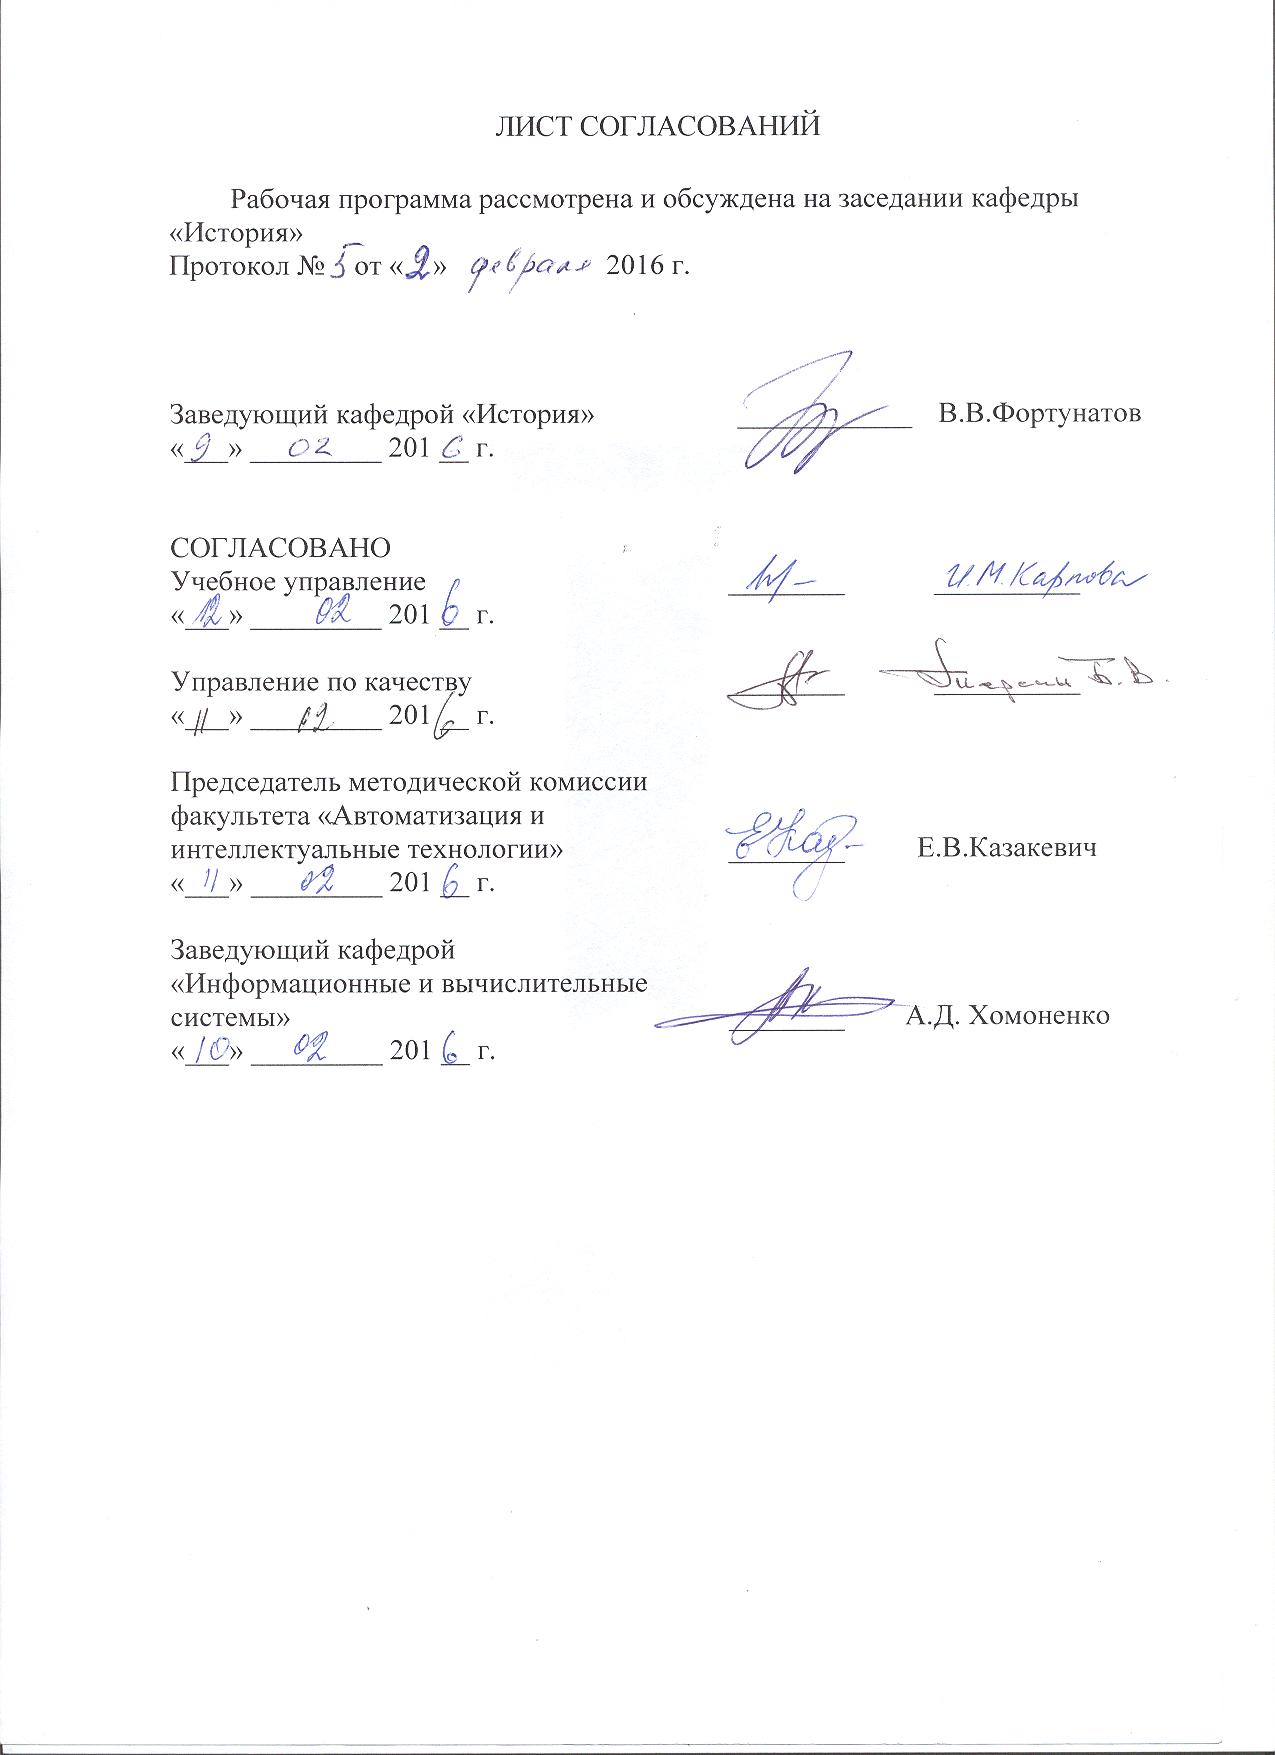 ЛИСТ СОГЛАСОВАНИЙ
Рабочая программа рассмотрена и обсуждена на заседании кафедры
«История»
Протокол № 5 от «2» февраля 2016 г.
Заведующий кафедрой «История» В.В.Фортунатов
«9» 02 2016 г.
СОГЛАСОВАНО
Учебное управление И.М.Карпова
«12» 02 2016 г.
Управление по качеству Б.В.
«11» 02 2016 г.
Председатель методической комиссии
факультета «Автоматизация и
интеллектуальные технологии» Е.В.Казакевич
«11» 02 2016 г.
Заведующий кафедрой
«Информационные и вычислительные
системы» А.Д. Хомоненко
«10» 02 2016 г.